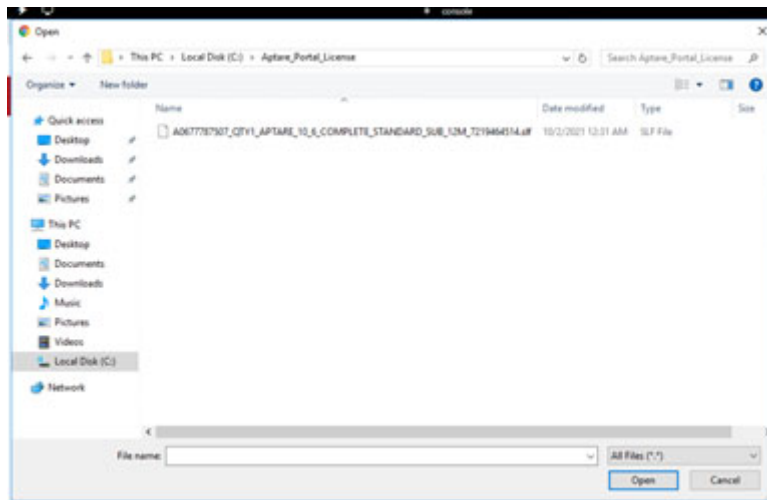 console
Open
This PC > Local Disk (C:) > Aptare_Portal_License
Search Aptare_Portal_License
Organize
New folder
Name
Date modified
Type
Size
Quick access
Desktop
Downloads
Documents
Pictures
This PC
Desktop
Documents
Downloads
Music
Pictures
Videos
Local Disk (C:)
Network
A0677787507_QTY1_APTARE_10_6_COMPLETE_STANDARD_SUB_12M_7219464514.slf
10/2/2021 12:31 AM
SLF File
File name:
All Files (*.*)
Open
Cancel